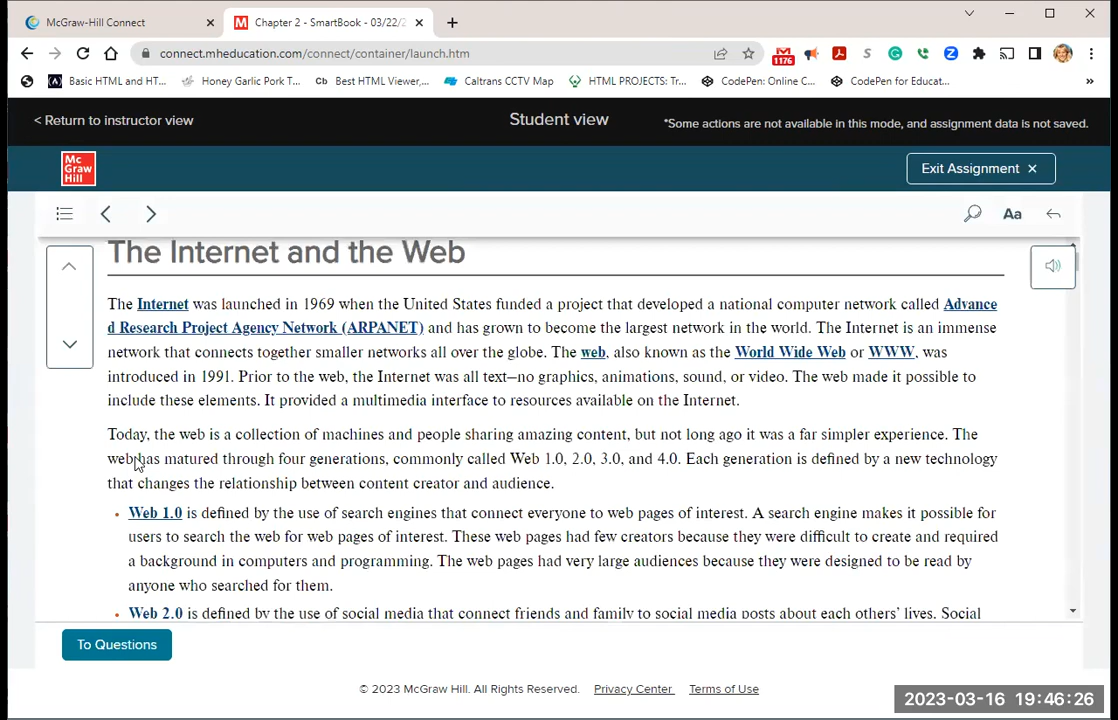 McGraw-Hill Connect
Chapter 2 - SmartBook - 03/22/2
connect.mheducation.com/connect/container/launch.htm
1176
Basic HTML and HT...
Honey Garlic Pork T...
Cb Best HTML Viewer,...
Caltrans CCTV Map
HTML PROJECTS: Tr...
CodePen: Online C...
CodePen for Educat...
< Return to instructor view
Student view
*Some actions are not available in this mode, and assignment data is not saved.
Mc
Graw
Hill
Exit Assignment ×
Aa
The Internet and the Web
The Internet was launched in 1969 when the United States funded a project that developed a national computer network called Advance
d Research Project Agency Network (ARPANET) and has grown to become the largest network in the world. The Internet is an immense
network that connects together smaller networks all over the globe. The web, also known as the World Wide Web or WWW, was
introduced in 1991. Prior to the web, the Internet was all text—no graphics, animations, sound, or video. The web made it possible to
include these elements. It provided a multimedia interface to resources available on the Internet.
Today, the web is a collection of machines and people sharing amazing content, but not long ago it was a far simpler experience. The
web has matured through four generations, commonly called Web 1.0, 2.0, 3.0, and 4.0. Each generation is defined by a new technology
that changes the relationship between content creator and audience.
• Web 1.0 is defined by the use of search engines that connect everyone to web pages of interest. A search engine makes it possible for
users to search the web for web pages of interest. These web pages had few creators because they were difficult to create and required
a background in computers and programming. The web pages had very large audiences because they were designed to be read by
anyone who searched for them.
• Web 2.0 is defined by the use of social media that connect friends and family to social media posts about each others' lives. Social
To Questions
© 2023 McGraw Hill. All Rights Reserved. Privacy Center Terms of Use
2023-03-16 19:46:26